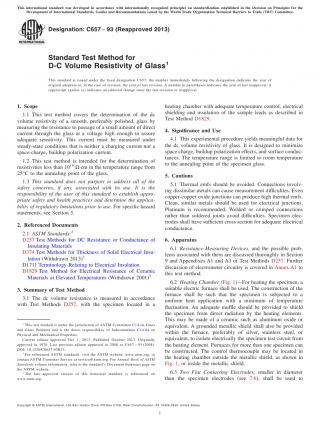 This international standard was developed in accordance with internationally recognized principles on standardization established in the Decision on Principles for the
Development of International Standards, Guides and Recommendations issued by the World Trade Organization Technical Barriers to Trade (TBT) Committee.
Designation: C657 − 93 (Reapproved 2013)
Standard Test Method for
D-C Volume Resistivity of Glass1
This standard is issued under the fixed designation C657; the number immediately following the designation indicates the year of
original adoption or, in the case of revision, the year of last revision. A number in parentheses indicates the year of last reapproval. A
superscript epsilon (ε) indicates an editorial change since the last revision or reapproval.
1. Scope
1.1 This test method covers the determination of the dc
volume resistivity of a smooth, preferably polished, glass by
measuring the resistance to passage of a small amount of direct
current through the glass at a voltage high enough to assure
adequate sensitivity. This current must be measured under
steady-state conditions that is neither a charging current nor a
space-charge, buildup polarization current.
1.2 This test method is intended for the determination of
resistivities less than 10^16 Ω·cm in the temperature range from
25°C to the annealing point of the glass.
1.3 This standard does not purport to address all of the
safety concerns, if any, associated with its use. It is the
responsibility of the user of this standard to establish appro-
priate safety and health practices and determine the applica-
bility of regulatory limitations prior to use. For specific hazard
statements, see Section 5.
2. Referenced Documents
2.1 ASTM Standards:2
D257 Test Methods for DC Resistance or Conductance of
Insulating Materials
D374 Test Methods for Thickness of Solid Electrical Insu-
lation (Withdrawn 2013)3
D1711 Terminology Relating to Electrical Insulation
D1829 Test Method for Electrical Resistance of Ceramic
Materials at Elevated Temperatures (Withdrawn 2001)3
3. Summary of Test Method
3.1 The dc volume resistance is measured in accordance
with Test Methods D257, with the specimen located in a
1 This test method is under the jurisdiction of ASTM Committee C14 on Glass
and Glass Products and is the direct responsibility of Subcommittee C14.04 on
Physical and Mechanical Properties.
Current edition approved Oct. 1, 2013. Published October 2013. Originally
approved in 1970. Last previous edition approved in 2008 as C657 – 93 (2008).
DOI: 10.1520/C0657-93R13.
2 For referenced ASTM standards, visit the ASTM website, www.astm.org, or
contact ASTM Customer Service at service@astm.org. For Annual Book of ASTM
Standards volume information, refer to the standard's Document Summary page on
the ASTM website.
3 The last approved version of this historical standard is referenced on
www.astm.org.
heating chamber with adequate temperature control, electrical
shielding and insulation of the sample leads as described in
Test Method D1829.
4. Significance and Use
4.1 This experimental procedure yields meaningful data for
the dc volume resistivity of glass. It is designed to minimize
space charge, buildup polarization effects, and surface conduc-
tances. The temperature range is limited to room temperature
to the annealing point of the specimen glass.
5. Cautions
5.1 Thermal emfs should be avoided. Connections involv-
ing dissimilar metals can cause measurement difficulties. Even
copper-copper oxide junctions can produce high thermal emfs.
Clean, similar metals should be used for electrical junctions.
Platinum is recommended. Welded or crimped connections
rather than soldered joints avoid difficulties. Specimen elec-
trodes shall have sufficient cross section for adequate electrical
conductance.
6. Apparatus
6.1 Resistance-Measuring Devices, and the possible prob-
lems associated with them are discussed thoroughly in Section
9 and Appendixes A1 and A3 of Test Methods D257. Further
discussion of electrometer circuitry is covered in Annex A1 to
this test method.
6.2 Heating Chamber (Fig. 1)—For heating the specimen, a
suitable electric furnace shall be used. The construction of the
furnace shall be such that the specimen is subjected to a
uniform heat application with a minimum of temperature
fluctuation. An adequate muffle should be provided to shield
the specimen from direct radiation by the heating elements.
This may be made of a ceramic such as aluminum oxide or
equivalent. A grounded metallic shield shall also be provided
within the furnace, preferably of silver, stainless steel, or
equivalent, to isolate electrically the specimen test circuit from
the heating element. Furnaces for more than one specimen can
be constructed. The control thermocouple may be located in
the heating chamber outside the metallic shield, as shown in
Fig. 1, or inside the metallic shield.
6.3 Two Flat Contacting Electrodes, smaller in diameter
than the specimen electrodes (see 7.6), shall be used to
Copyright © ASTM International, 100 Barr Harbor Drive, PO Box C700, West Conshohocken, PA 19428-2959. United States
1